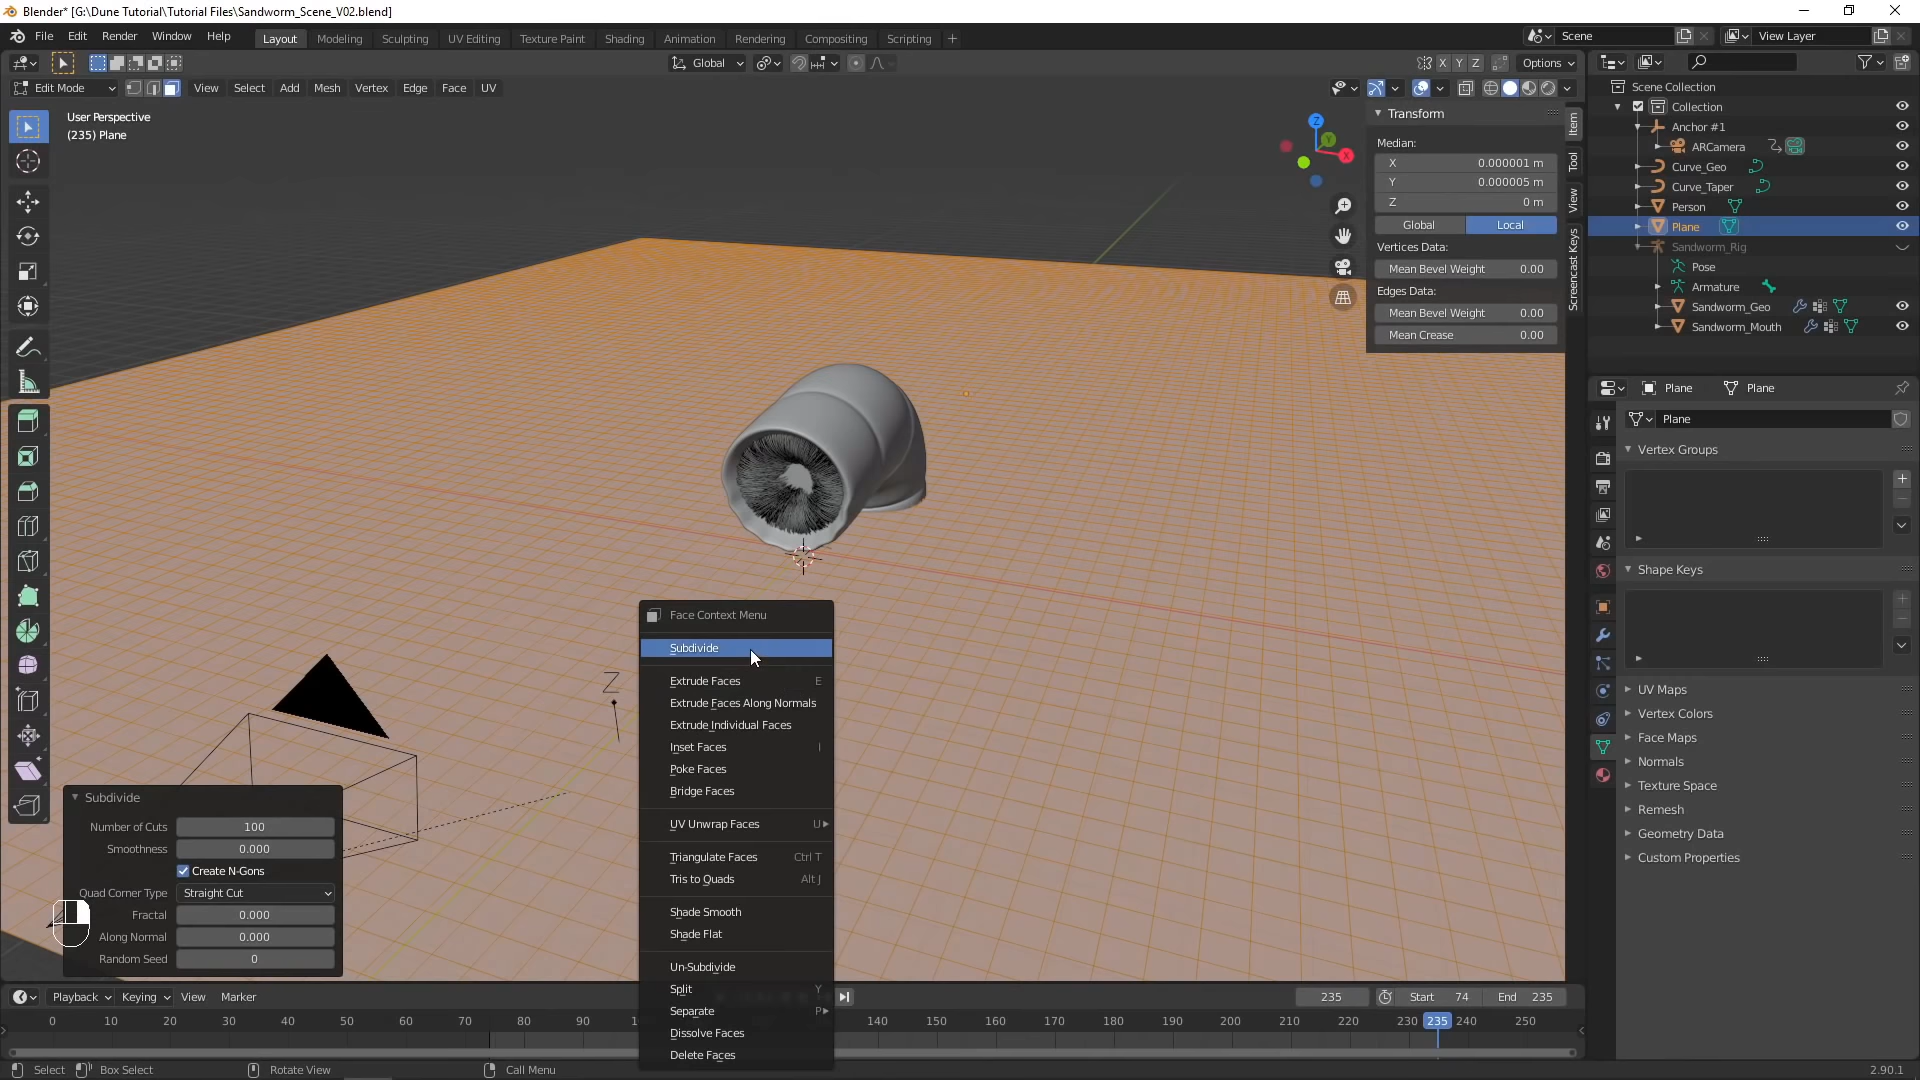 Blender* [G:\Dune Tutorial\Tutorial Files\Sandworm_Scene_V02.blend]
File Edit Render Window Help Layout Modeling Sculpting UV Editing Texture Paint Shading Animation Rendering Compositing Scripting + Scene View Layer
Global X Y Z Options
Edit Mode View Select Add Mesh Vertex Edge Face UV
User Perspective
(235) Plane
Z
Y
X
Transform
Median:
X 0.000001 m
Y 0.000005 m
Z 0 m
Global Local
Vertices Data:
Mean Bevel Weight 0.00
Edges Data:
Mean Bevel Weight 0.00
Mean Crease 0.00
Item
Tool
View
Screencast Keys
Scene Collection
Collection
Anchor #1
ARCamera
Curve_Geo
Curve_Taper
Person
Plane
Sandworm_Rig
Pose
Armature
Sandworm_Geo
Sandworm_Mouth
Plane Plane
Plane
Vertex Groups
Shape Keys
UV Maps
Vertex Colors
Face Maps
Normals
Texture Space
Remesh
Geometry Data
Custom Properties
Z
Face Context Menu
Subdivide
Extrude Faces E
Extrude Faces Along Normals
Extrude Individual Faces
Inset Faces I
Poke Faces
Bridge Faces
UV Unwrap Faces U
Triangulate Faces Ctrl T
Tris to Quads Alt J
Shade Smooth
Shade Flat
Un-Subdivide
Split Y
Separate P
Dissolve Faces
Delete Faces
Subdivide
Number of Cuts 100
Smoothness 0.000
Create N-Gons
Quad Corner Type Straight Cut
Fractal 0.000
Along Normal 0.000
Random Seed 0
Playback Keying View Marker 235 Start 74 End 235
0 10 20 30 40 50 60 70 80 90 140 150 160 170 180 190 200 210 220 230 235 240 250
Select Box Select Rotate View Call Menu 2.90.1